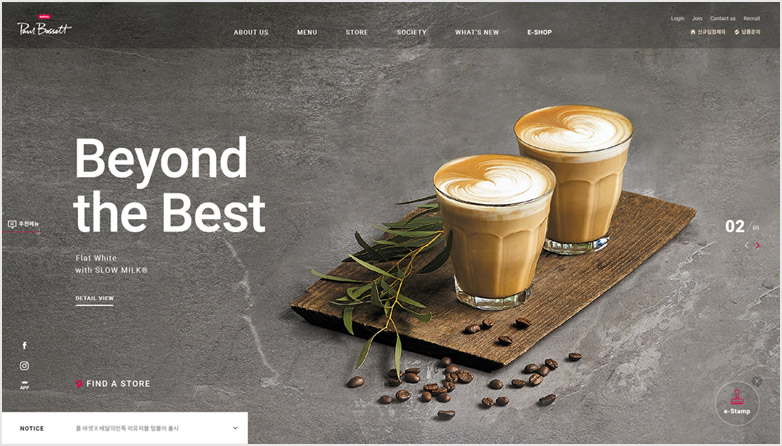 Paul Bassett
ABOUT US MENU STORE SOCIETY WHAT'S NEW E-SHOP
Login Join Contact us Recruit
신규입점제의 납품문의
Beyond
the Best
추천메뉴
02 / 05
Flat White
with SLOW MILK®
DETAIL VIEW
APP
FIND A STORE
e-Stamp
NOTICE 폴 바셋 X 배달의민족 리유저블 텀블러 출시